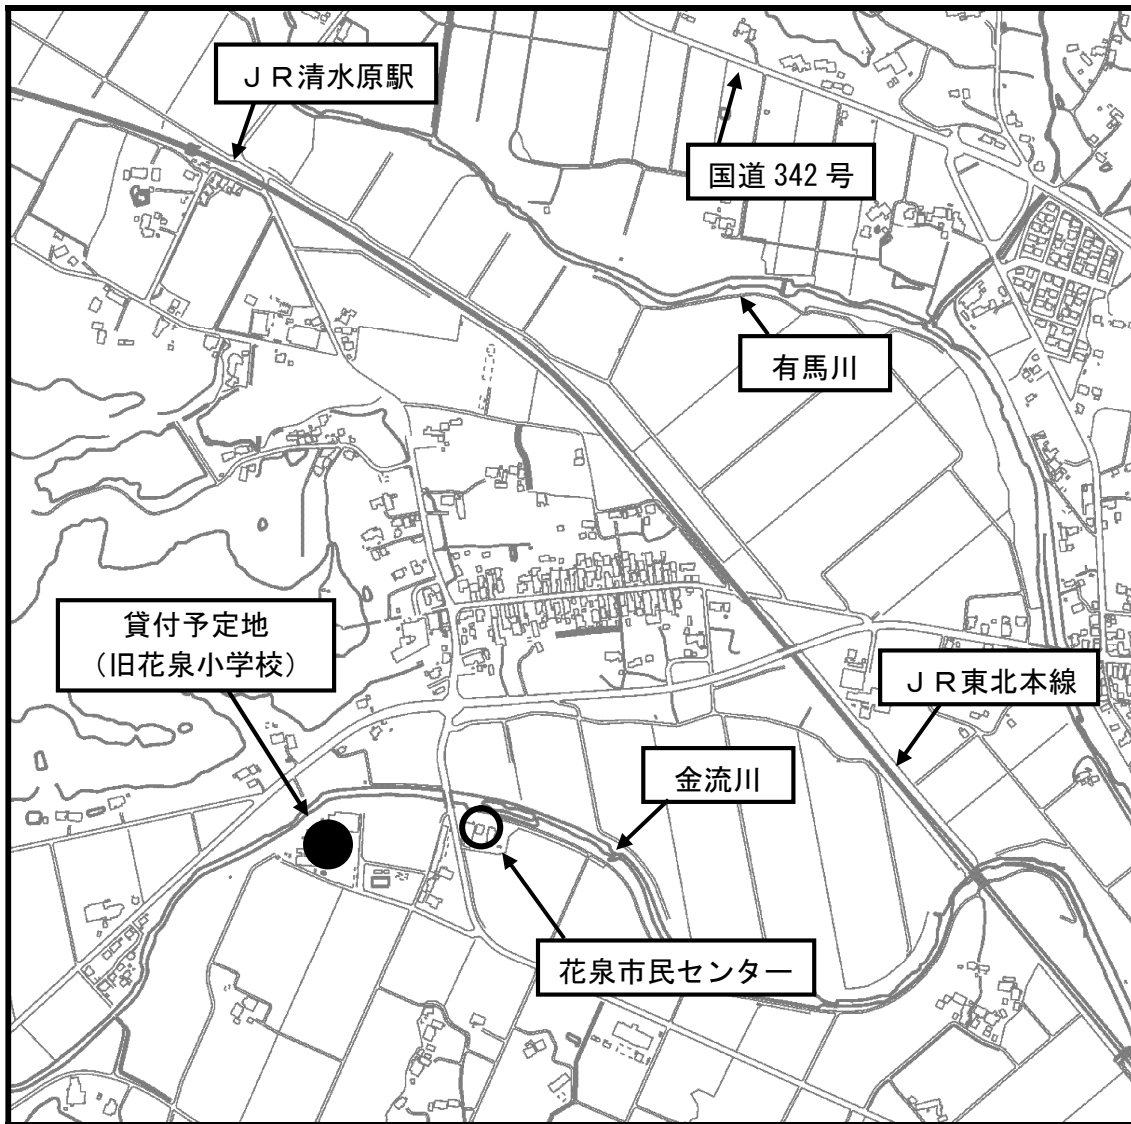 ＪＲ清水原駅
国道 342 号
有馬川
貸付予定地
（旧花泉小学校）
ＪＲ東北本線
金流川
花泉市民センター